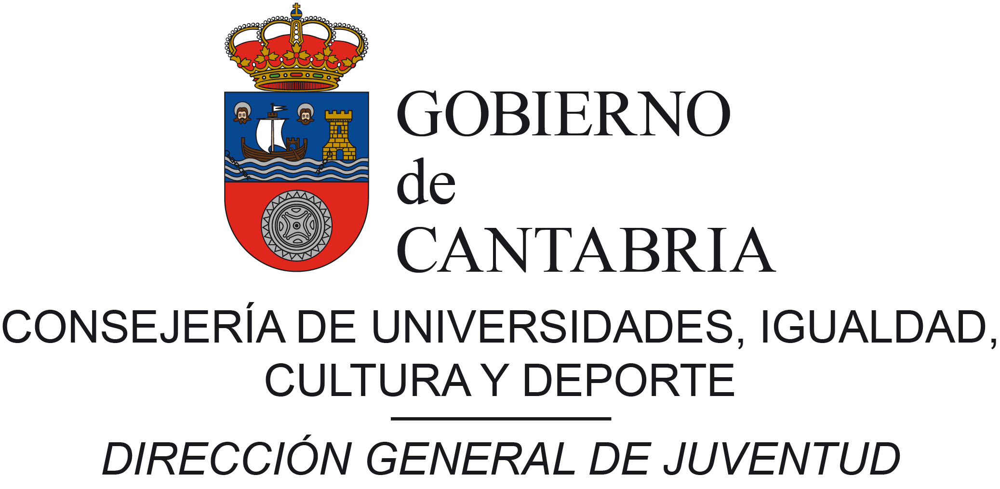 GOBIERNO
de
CANTABRIA
CONSEJERÍA DE UNIVERSIDADES, IGUALDAD,
CULTURA Y DEPORTE
DIRECCIÓN GENERAL DE JUVENTUD